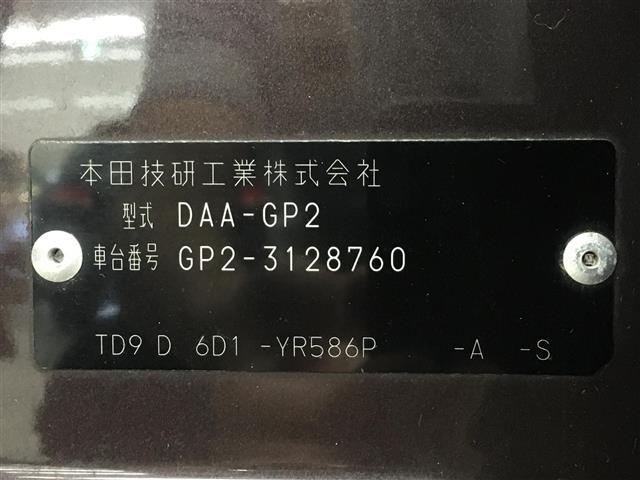 本田技研工業株式会社
型式 DAA-GP2
車台番号 GP2-3128760
TD9 D 6D1 -YR586P -A -S